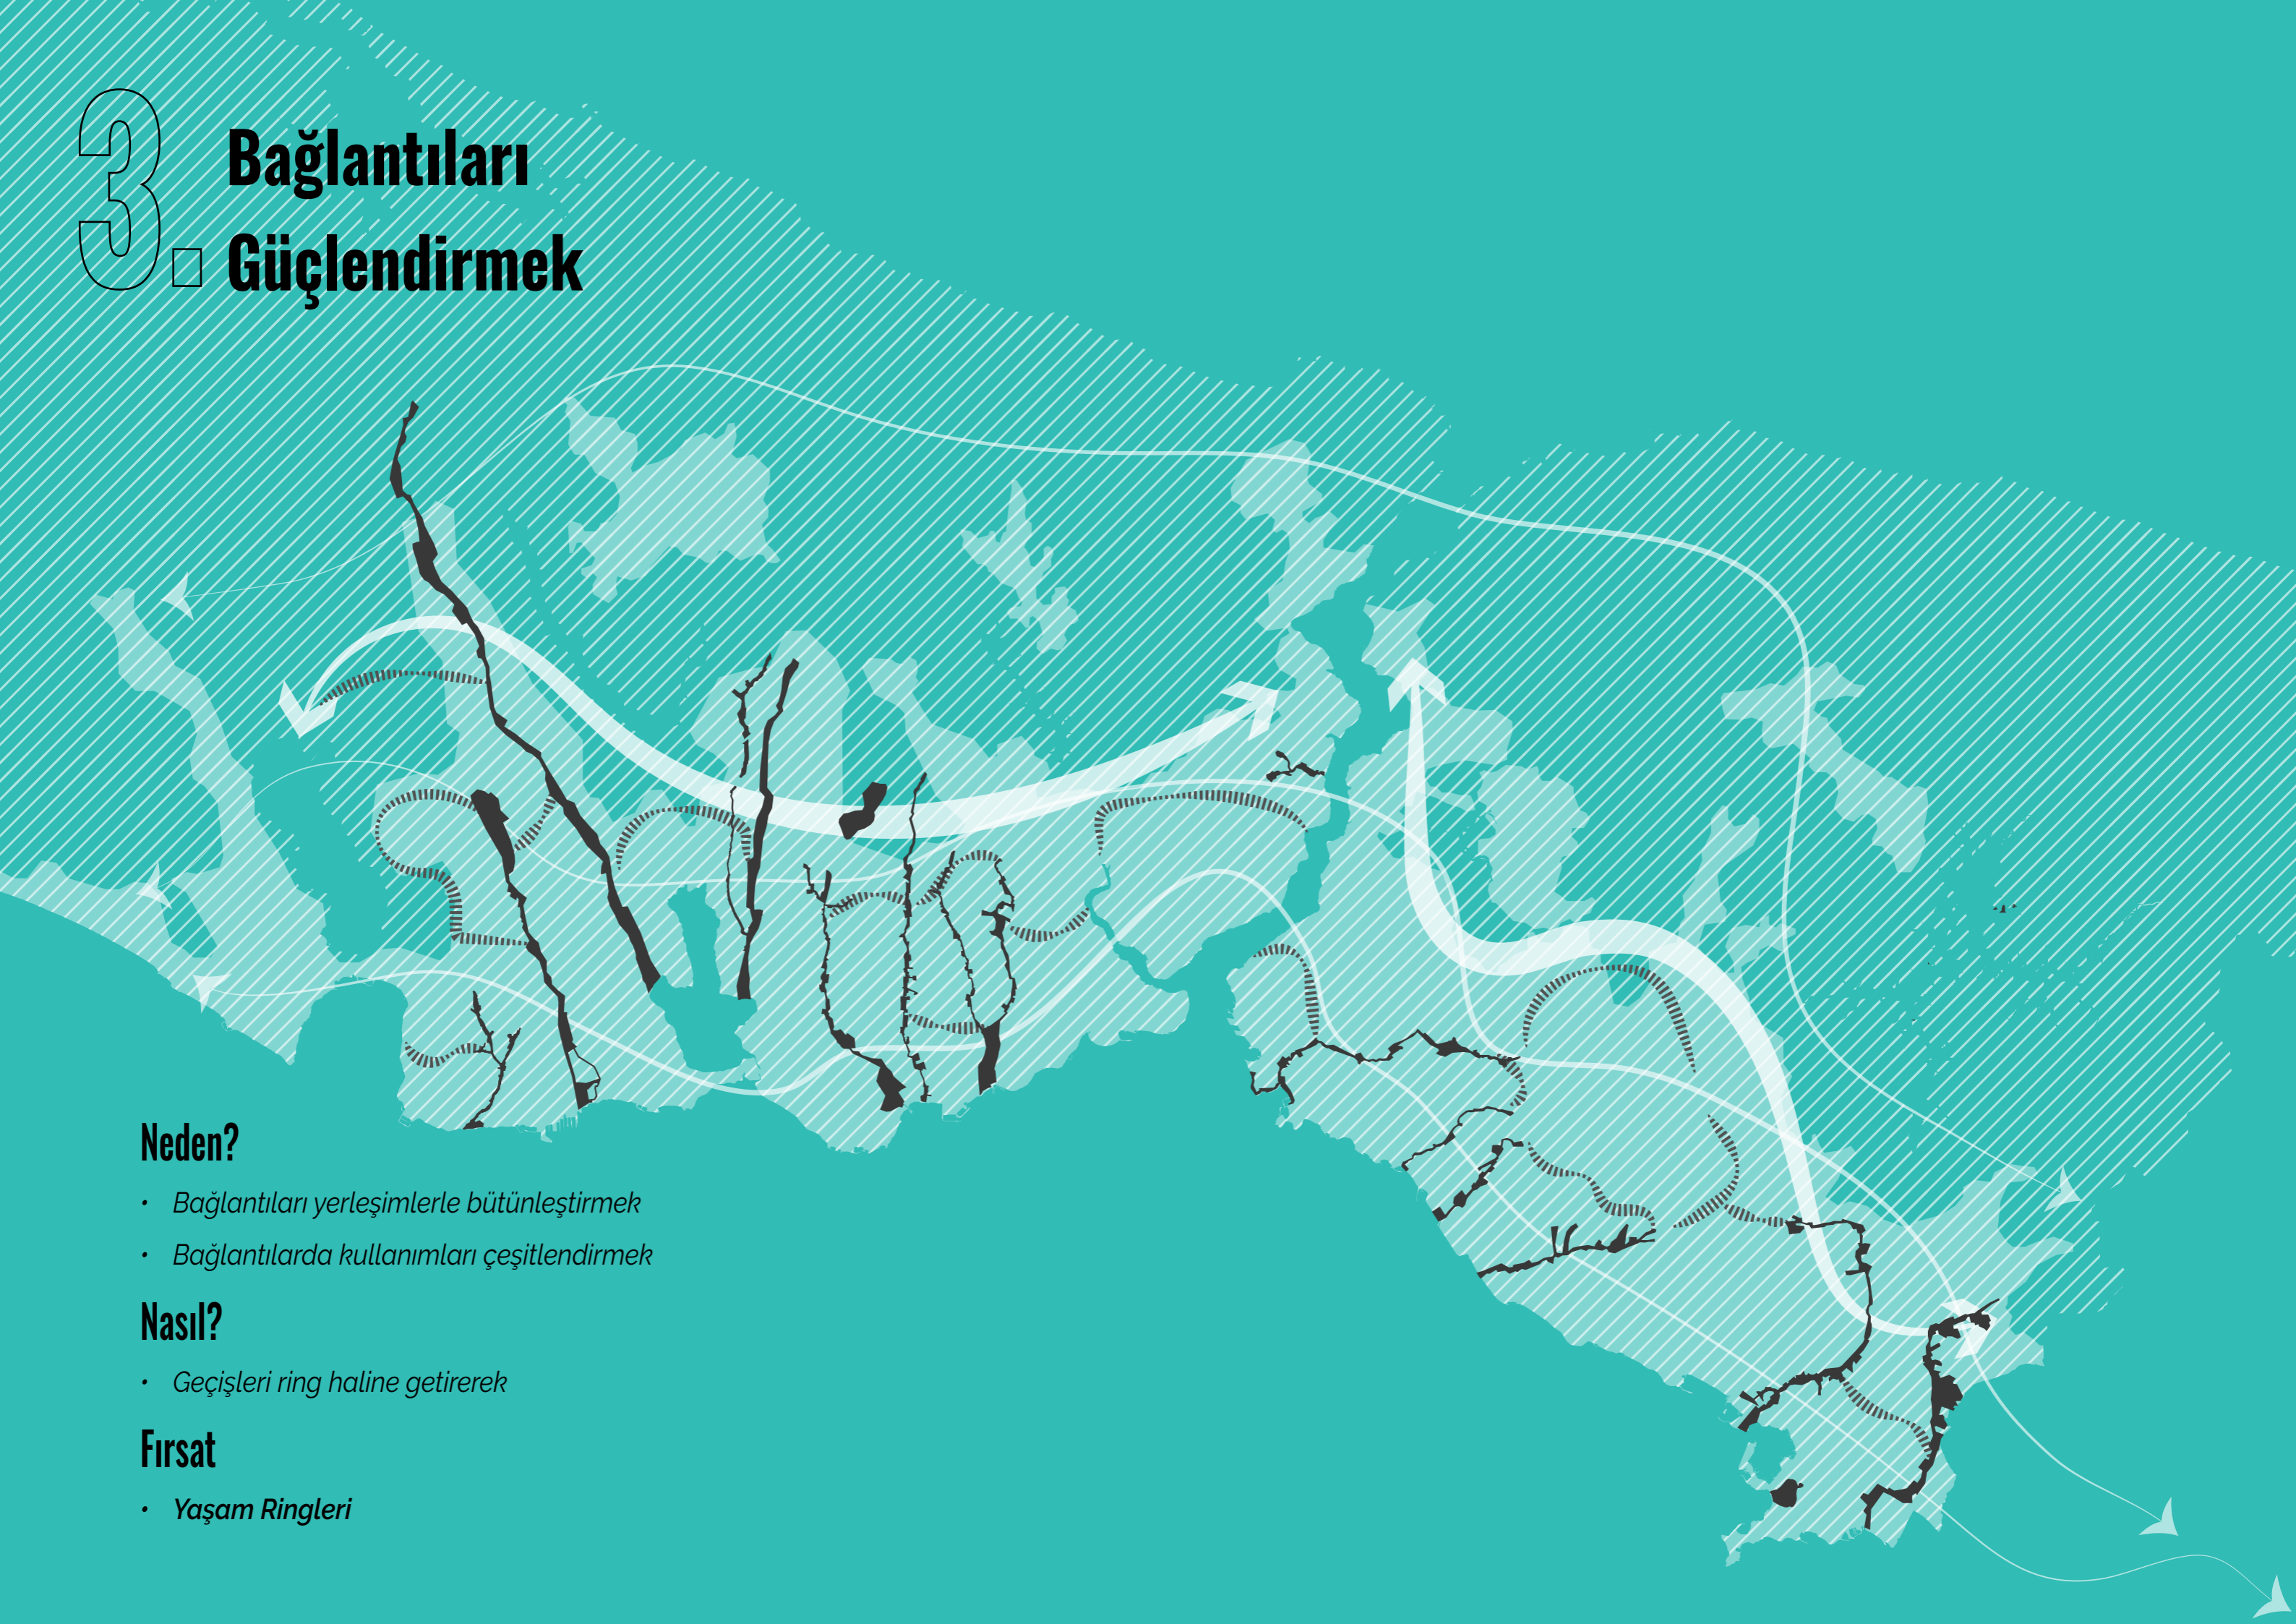 3.
Bağlantıları
Güçlendirmek
Neden?
• Bağlantıları yerleşimlerle bütünleştirmek
• Bağlantılarda kullanımları çeşitlendirmek
Nasıl?
• Geçişleri ring haline getirerek
Fırsat
• Yaşam Ringleri